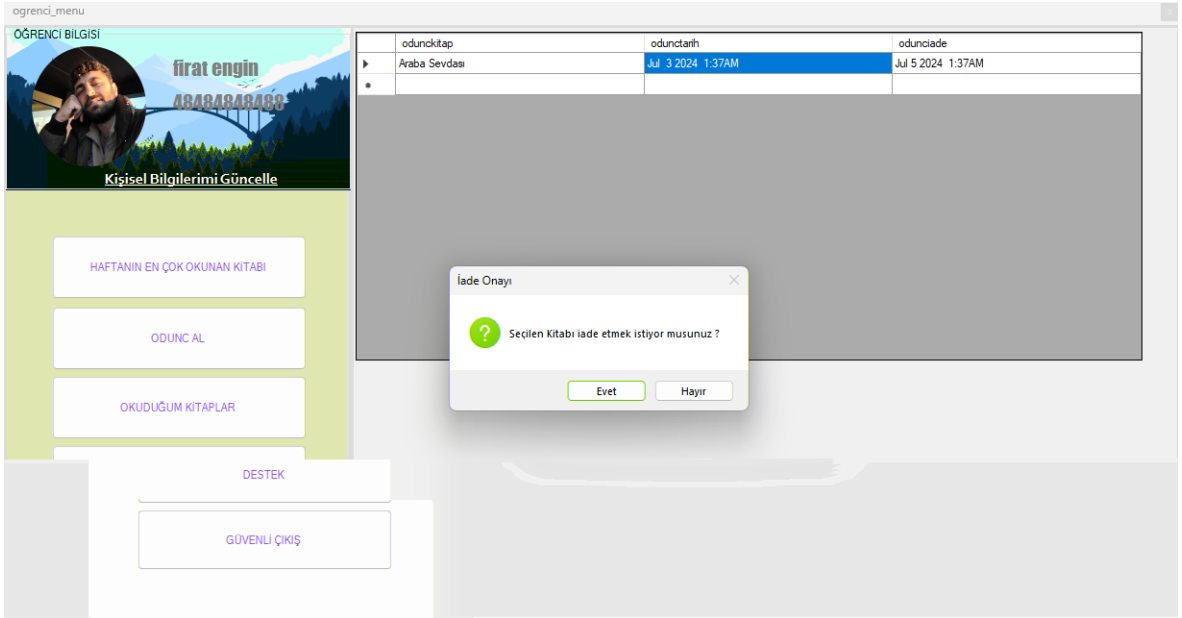 ogrenci_menu
ÖĞRENCİ BİLGİSİ
firat engin
48484848488
Kişisel Bilgilerimi Güncelle
odunckitap odunctarih odunciade
Araba Sevdası Jul 3 2024 1:37AM Jul 5 2024 1:37AM
HAFTANIN EN ÇOK OKUNAN KİTABI
ODUNC AL
OKUDUĞUM KİTAPLAR
DESTEK
GÜVENLİ ÇIKIŞ
İade Onayı
Seçilen Kitabı iade etmek istiyor musunuz ?
Evet Hayır